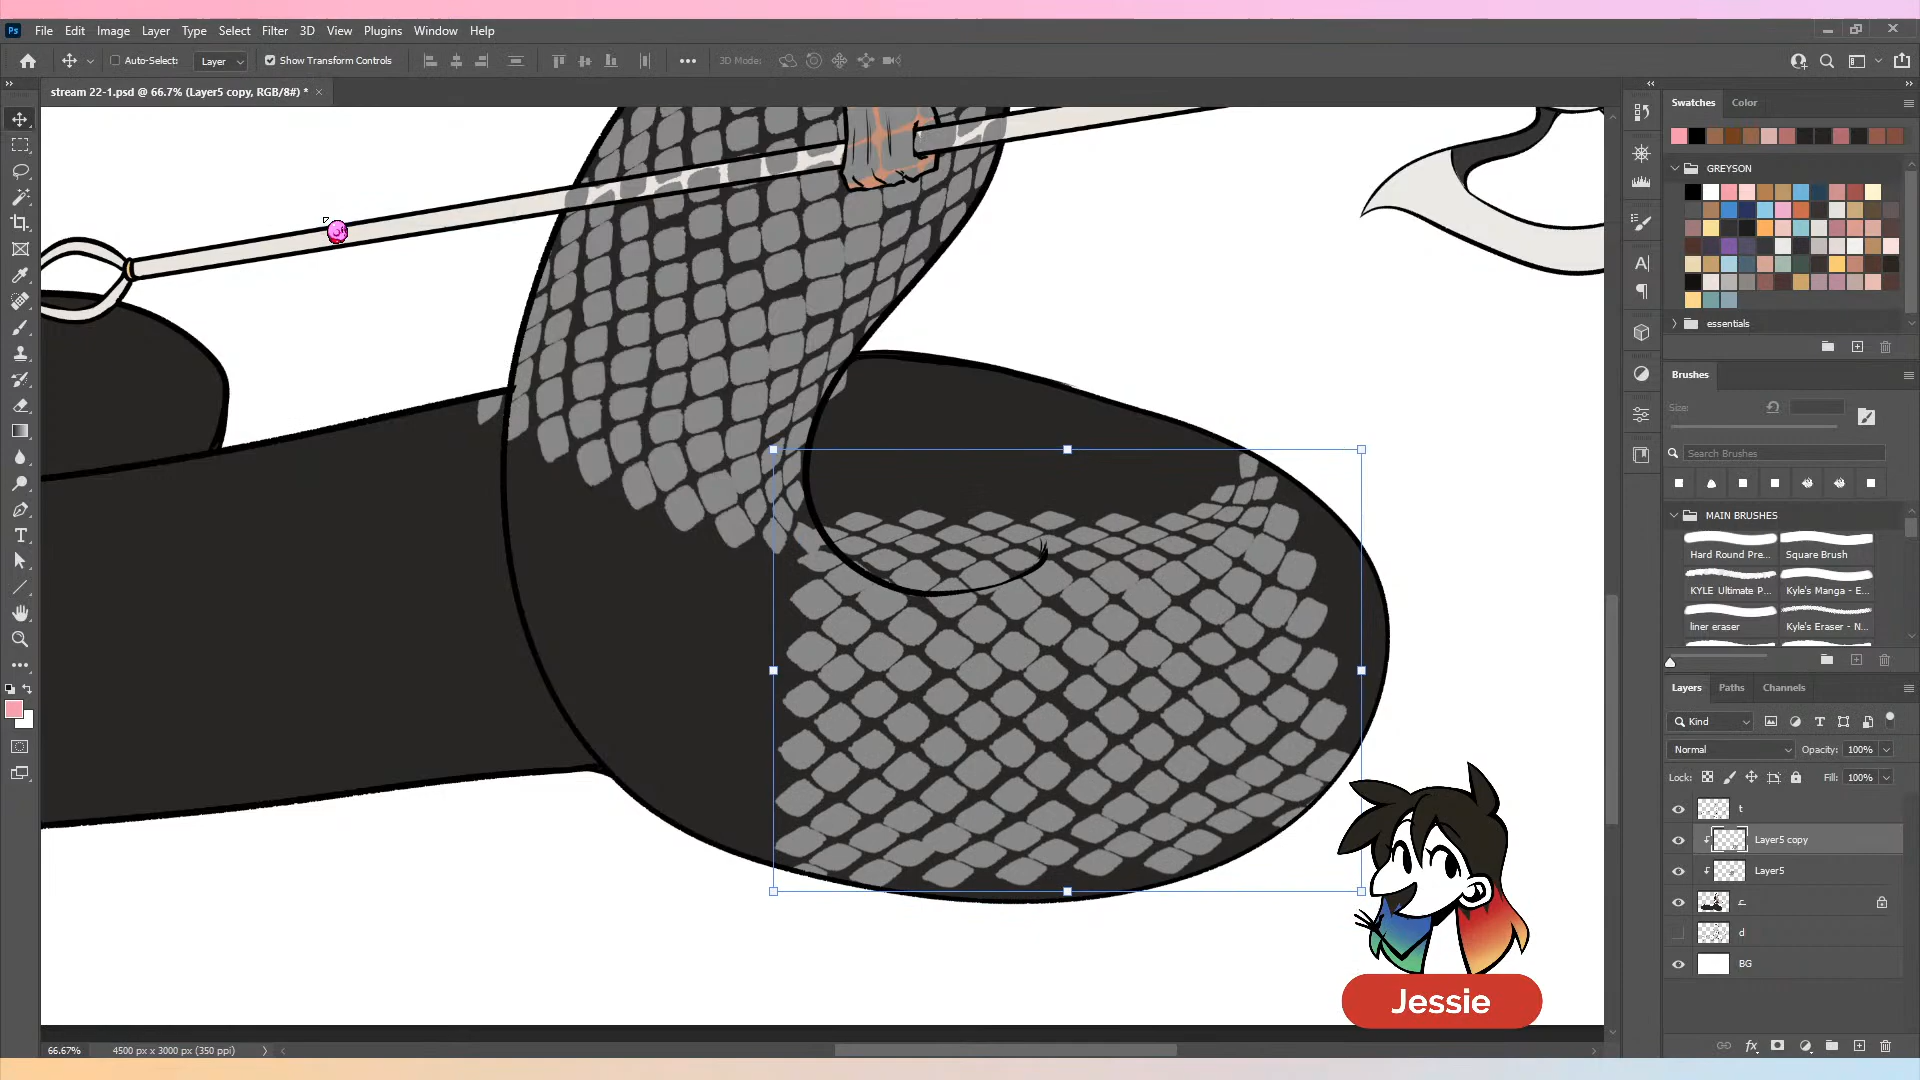 Ps File Edit Image Layer Type Select Filter 3D View Plugins Window Help
Auto-Select: Layer Show Transform Controls 3D Mode:
stream 22-1.psd @ 66.7% (Layer5 copy, RGB/8#) *
Swatches Color
GREYSON
essentials
Brushes
Size:
Search Brushes
MAIN BRUSHES
Hard Round Pre... Square Brush
KYLE Ultimate P... Kyle's Manga - E...
liner eraser Kyle's Eraser - N...
Layers Paths Channels
Kind
Normal Opacity: 100%
Lock: Fill: 100%
t
Layer5 copy
Layer5
d
BG
Jessie
66.67% 4500 px x 3000 px (350 ppi)